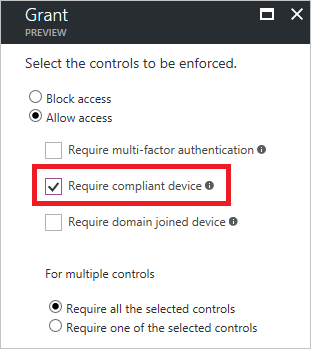 Grant
PREVIEW
Select the controls to be enforced.
Block access
Allow access
Require multi-factor authentication
Require compliant device
Require domain joined device
For multiple controls
Require all the selected controls
Require one of the selected controls